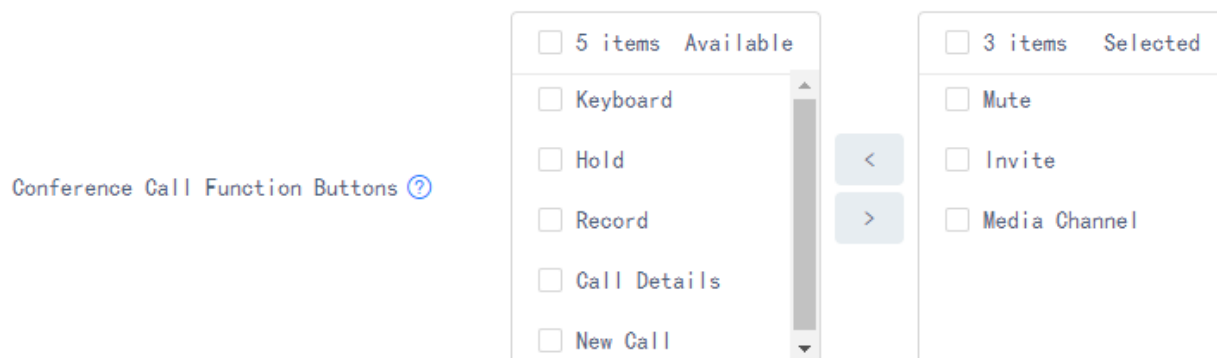 5 items Available
3 items Selected
Keyboard
Mute
Hold
<
Invite
Conference Call Function Buttons ?
Record
>
Media Channel
Call Details
New Call